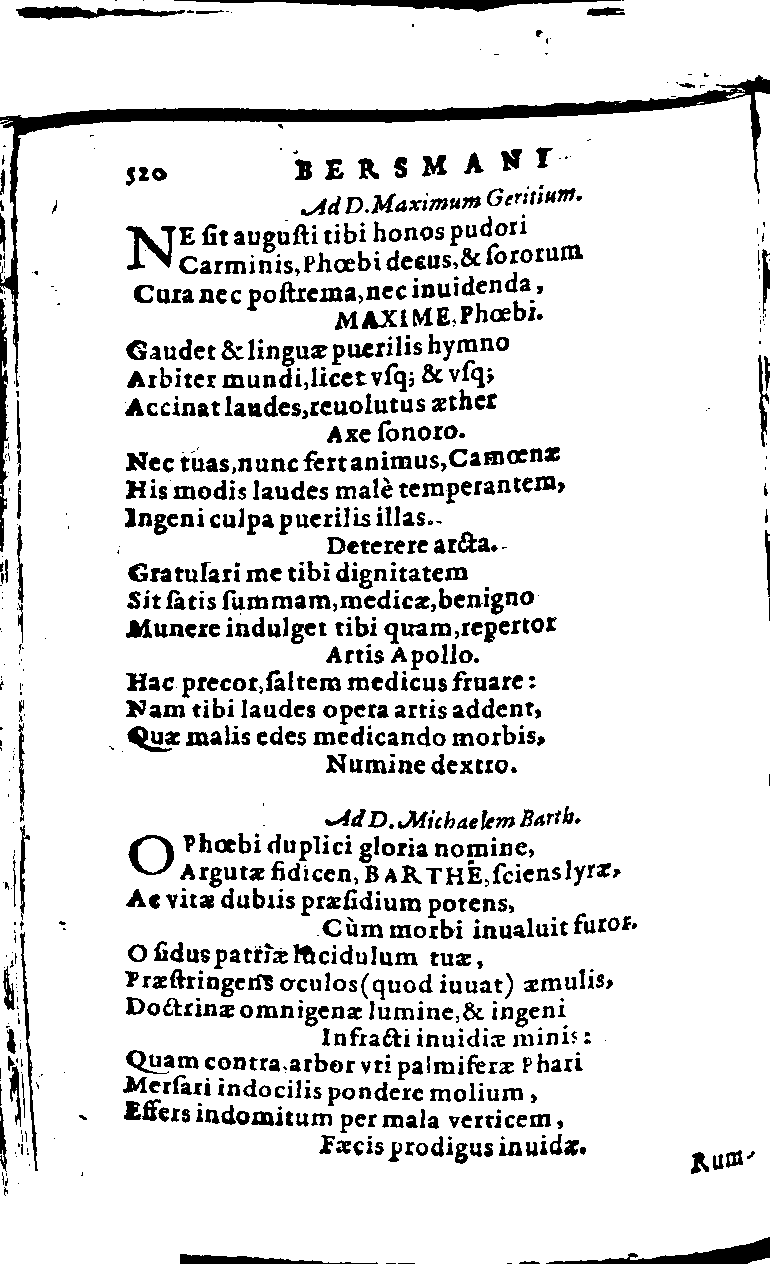 520 BERSMANI
Ad D. Maximum Geritium.
NE ſit auguſti tibi honos pudori
Carminis, Phœbi decus, & ſororum
Cura nec poſtrema, nec inuidenda,
MAXIME, Phœbi.
Gaudet & linguæ puerilis hymno
Arbiter mundi, licet vſq; & vſq;
Accinat laudes, reuolutus æther
Axe ſonoro.
Nec tuas, nunc fert animus, Camœnæ
His modis laudes malè temperantem,
Ingeni culpa puerilis illas
Deterere arcta.
Gratulari me tibi dignitatem
Sit ſatis ſummam, medicæ, benigno
Munere indulget tibi quam, repertor
Artis Apollo.
Hac precor, ſaltem medicus fruare:
Nam tibi laudes opera artis addent,
Quæ malis edes medicando morbis,
Numine dextro.
Ad D. Michaelem Barth.
O Phœbi duplici gloria nomine,
Argutæ fidicen, BARTHE, ſciens lyræ,
Ac vitæ dubiis præſidium potens,
Cùm morbi inualuit furor.
O ſidus patriæ lucidulum tuæ,
Præſtringens oculos (quod iuuat) æmulis,
Doctrinæ omnigenæ lumine, & ingeni
Infracti inuidiæ minis:
Quam contra, arbor vti palmiferæ Phari
Merſari indocilis pondere molium,
Effers indomitum per mala verticem,
Fæcis prodigus inuidæ.
Rum-